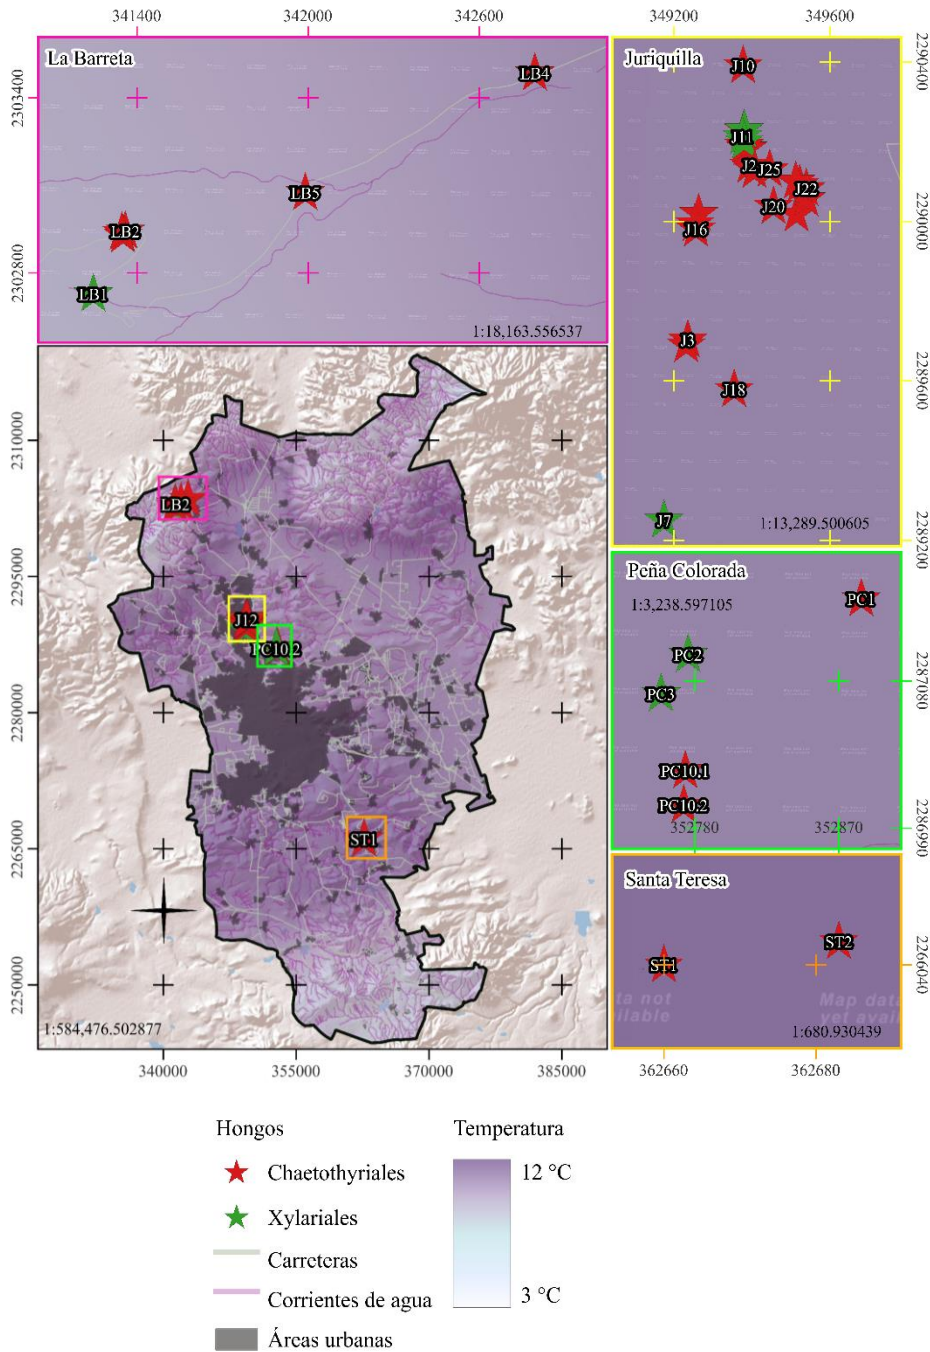 341400 342000 342600 349200 349600
La Barreta
LB4
2303400
LB5
LB2
2302800
LB1
1:18,163.556537
Juriquilla
J10
2290400
J11
J2
J25
J22
J20
2290000
J16
J3
J18
2289600
J7
1:13,289.500605
2289200
2310000
LB2
2295000
J12
PC10.2
2280000
ST1
2265000
2250000
1:584,476.502877
340000 355000 370000 385000
Peña Colorada
1:3,238.597105
PC1
PC2
PC3
2287080
PC10.1
PC10.2
352780 352870
2286990
Santa Teresa
ST2
ST1
2266040
Map data
yet avail
1:680.930439
362660 362680
Hongos
Chaetothyriales
Xylariales
Carreteras
Corrientes de agua
Áreas urbanas
Temperatura
12 °C
3 °C